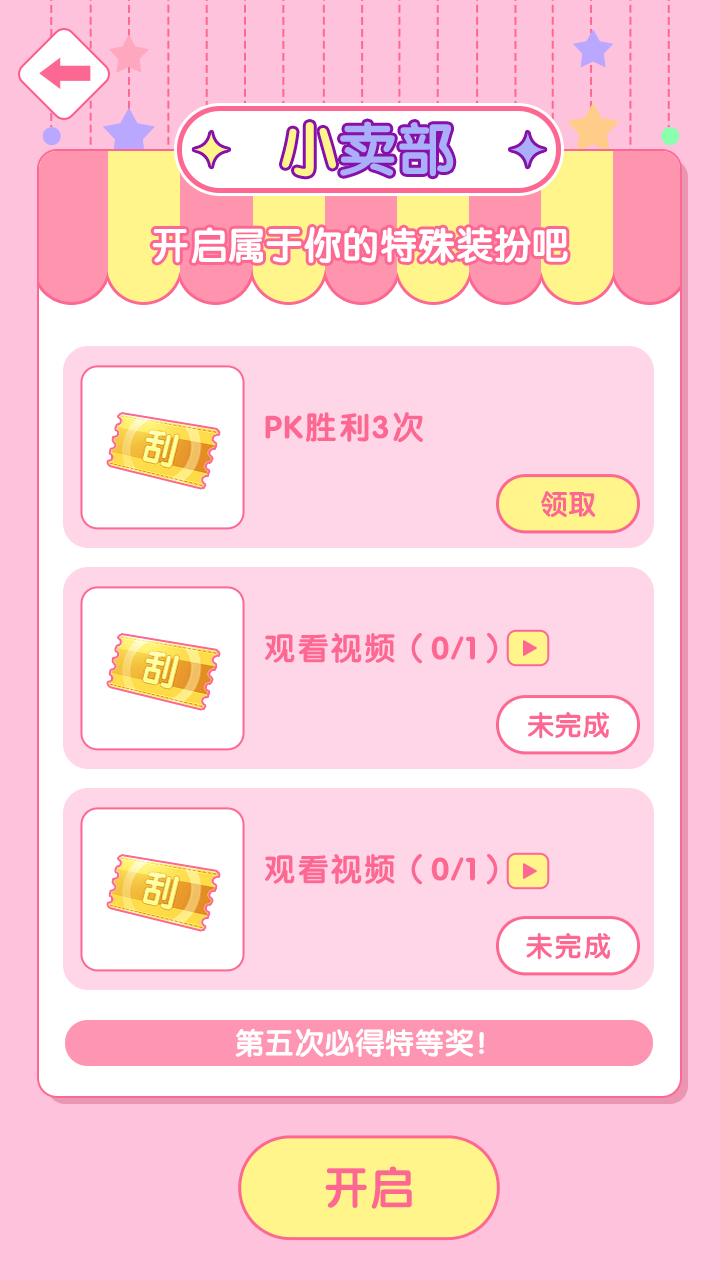 小卖部
开启属于你的特殊装扮吧
刮
PK胜利3次
领取
刮
观看视频（0/1）
未完成
刮
观看视频（0/1）
未完成
第五次必得特等奖!
开启